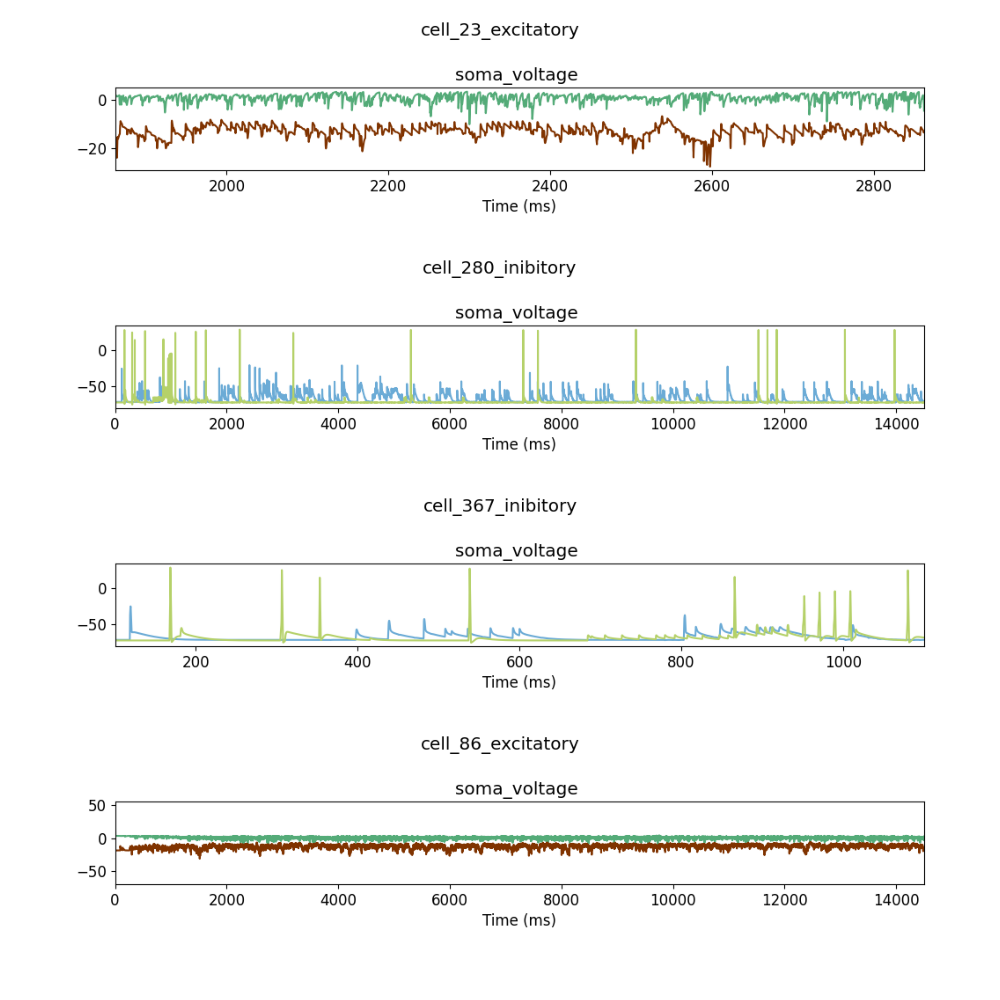 cell_23_excitatory
soma_voltage
0
−20
2000 2200 2400 2600 2800
Time (ms)
cell_280_inibitory
soma_voltage
0
−50
0 2000 4000 6000 8000 10000 12000 14000
Time (ms)
cell_367_inibitory
soma_voltage
0
−50
200 400 600 800 1000
Time (ms)
cell_86_excitatory
soma_voltage
50
0
−50
0 2000 4000 6000 8000 10000 12000 14000
Time (ms)